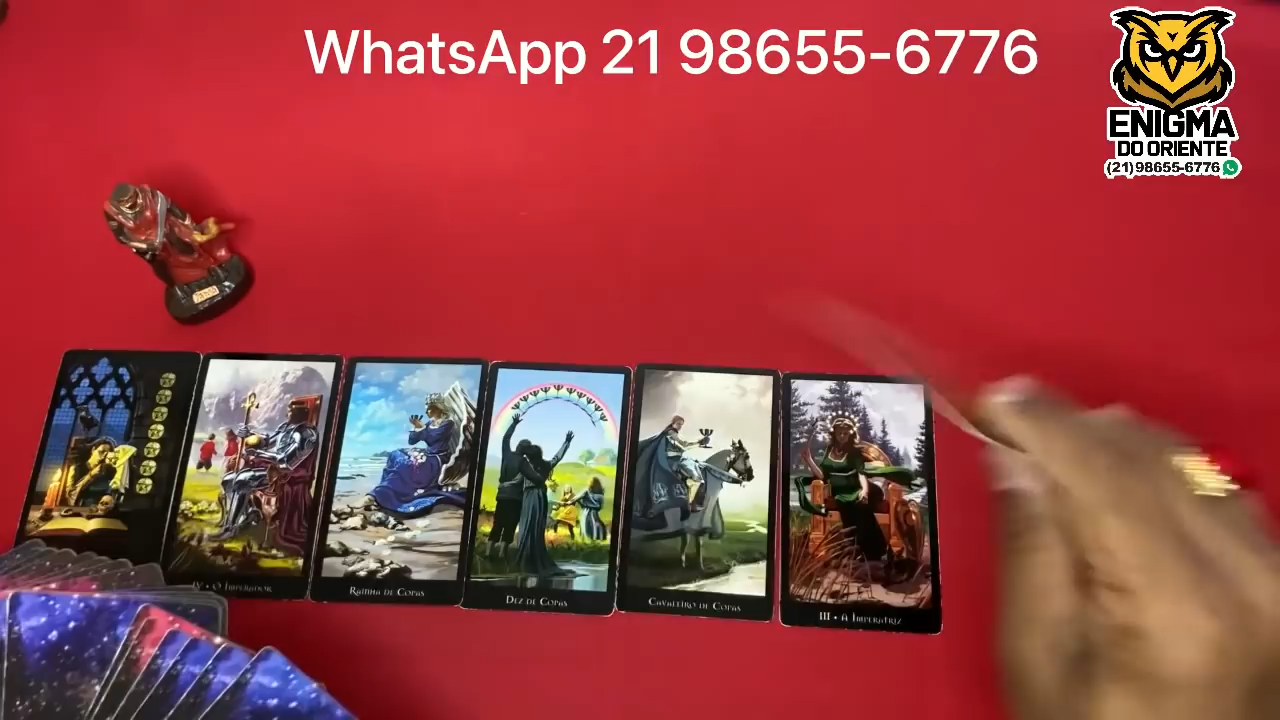 WhatsApp 21 98655-6776
ENIGMA
DO ORIENTE
(21)98655-6776
IV • O Imperador
Rainha de Copas
Dez de Copas
Cavaleiro de Copas
III • A Imperatriz